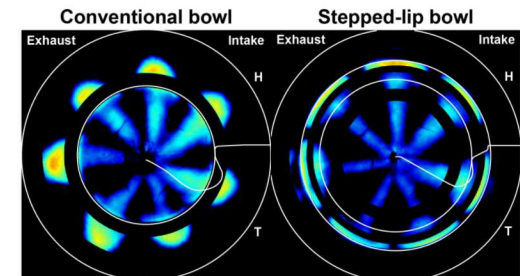 Conventional bowl
Stepped-lip bowl
Exhaust
Intake
Exhaust
Intake
H
H
T
T